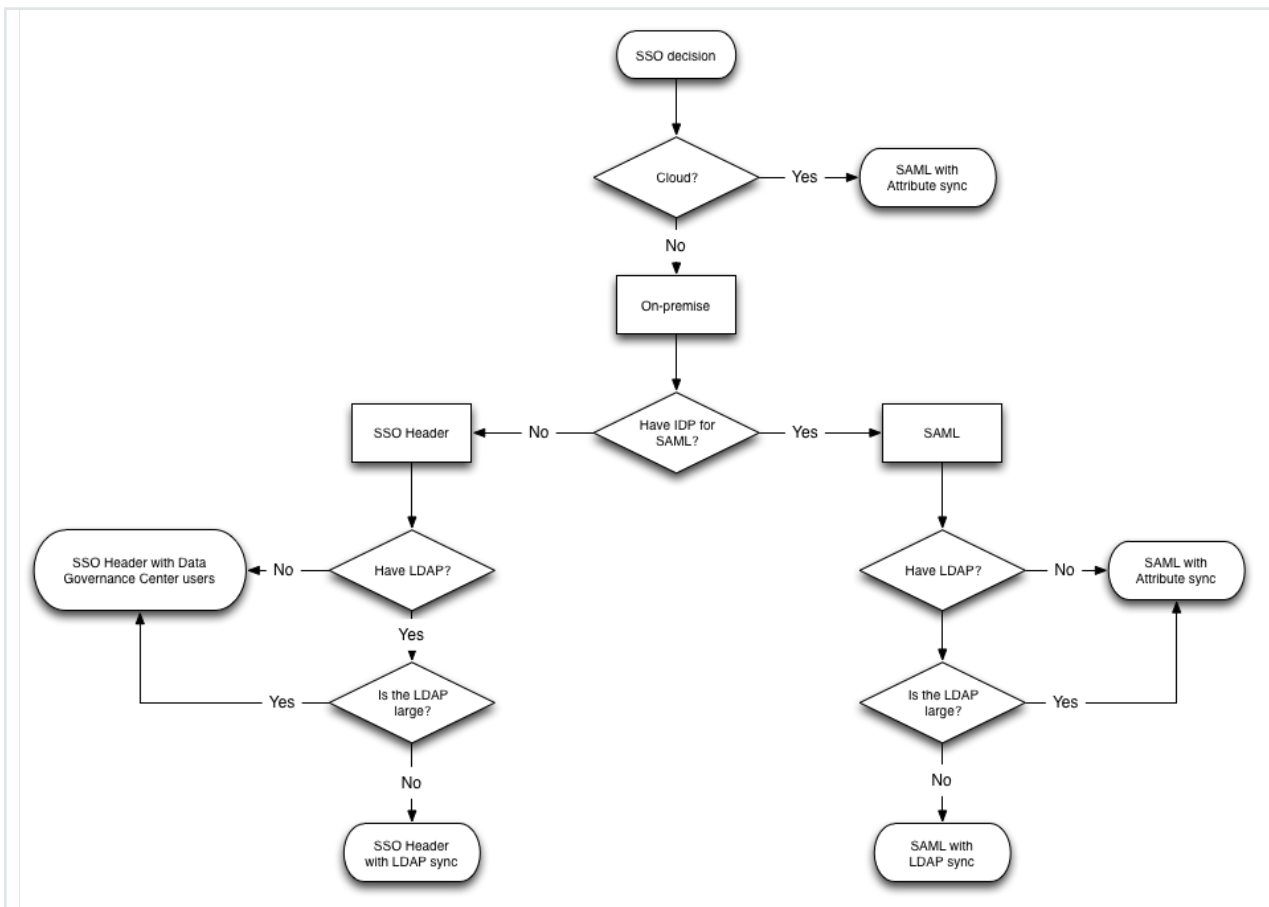 SSO decision
Cloud?
Yes
SAML with
Attribute sync
No
On-premise
Have IDP for
SAML?
No
SSO Header
Yes
SAML
Have LDAP?
No
SSO Header with Data
Governance Center users
Yes
Is the LDAP
large?
Yes
No
SSO Header
with LDAP sync
Have LDAP?
No
SAML with
Attribute sync
Is the LDAP
large?
Yes
No
SAML with
LDAP sync